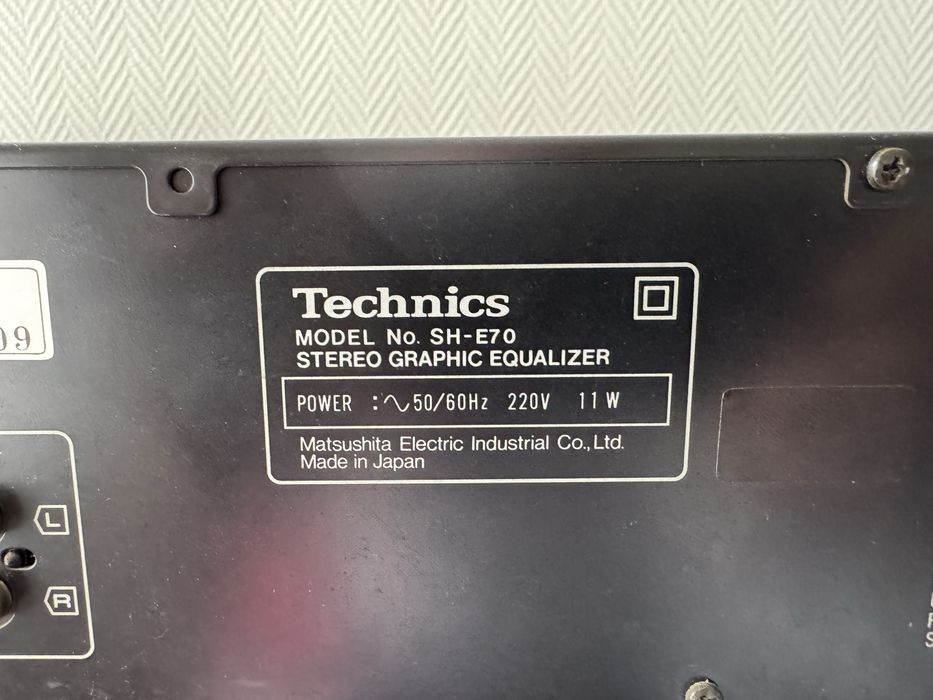 Technics
MODEL No. SH-E70
STEREO GRAPHIC EQUALIZER
POWER :∿50/60Hz 220V 11W
Matsushita Electric Industrial Co., Ltd.
Made in Japan
L
R